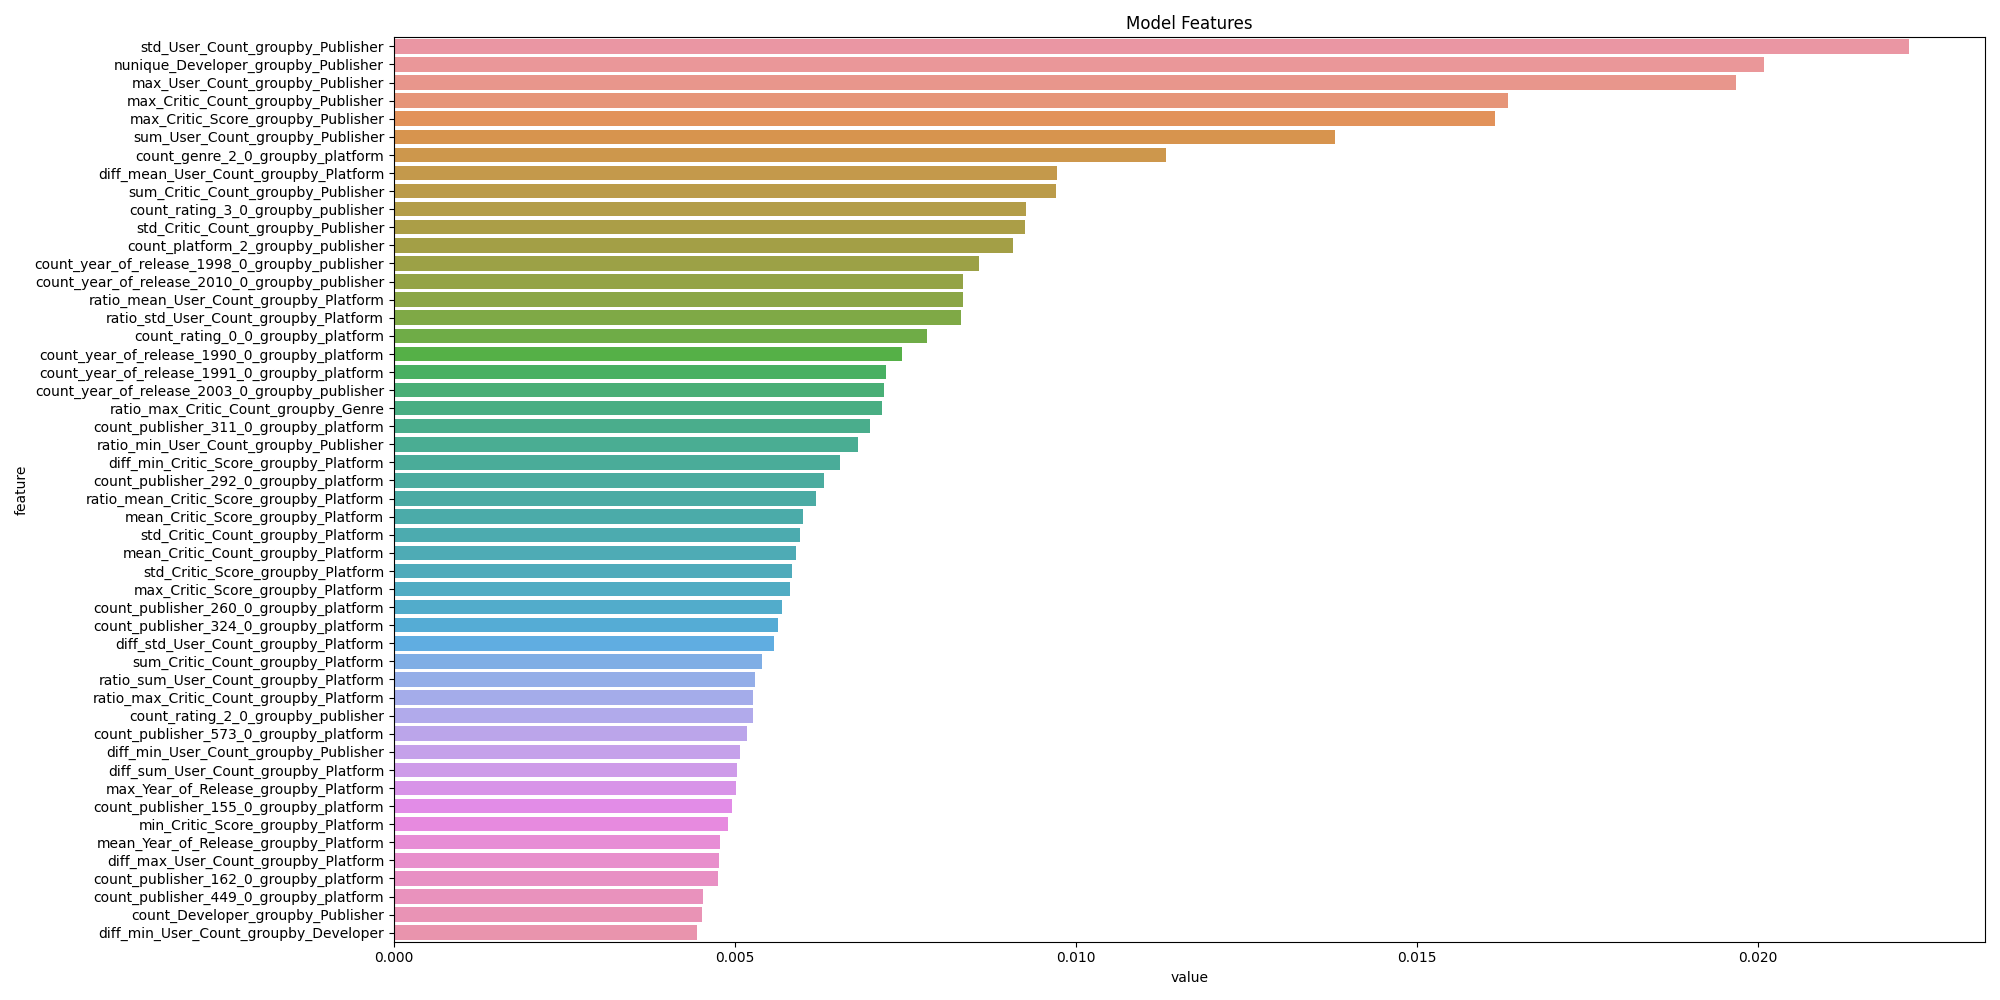 Model Features
std_User_Count_groupby_Publisher
nunique_Developer_groupby_Publisher
max_User_Count_groupby_Publisher
max_Critic_Count_groupby_Publisher
max_Critic_Score_groupby_Publisher
sum_User_Count_groupby_Publisher
count_genre_2_0_groupby_platform
diff_mean_User_Count_groupby_Platform
sum_Critic_Count_groupby_Publisher
count_rating_3_0_groupby_publisher
std_Critic_Count_groupby_Publisher
count_platform_2_groupby_publisher
count_year_of_release_1998_0_groupby_publisher
count_year_of_release_2010_0_groupby_publisher
ratio_mean_User_Count_groupby_Platform
ratio_std_User_Count_groupby_Platform
count_rating_0_0_groupby_platform
count_year_of_release_1990_0_groupby_platform
count_year_of_release_1991_0_groupby_platform
count_year_of_release_2003_0_groupby_publisher
ratio_max_Critic_Count_groupby_Genre
count_publisher_311_0_groupby_platform
ratio_min_User_Count_groupby_Publisher
diff_min_Critic_Score_groupby_Platform
count_publisher_292_0_groupby_platform
ratio_mean_Critic_Score_groupby_Platform
mean_Critic_Score_groupby_Platform
std_Critic_Count_groupby_Platform
mean_Critic_Count_groupby_Platform
std_Critic_Score_groupby_Platform
max_Critic_Score_groupby_Platform
count_publisher_260_0_groupby_platform
count_publisher_324_0_groupby_platform
diff_std_User_Count_groupby_Platform
sum_Critic_Count_groupby_Platform
ratio_sum_User_Count_groupby_Platform
ratio_max_Critic_Count_groupby_Platform
count_rating_2_0_groupby_publisher
count_publisher_573_0_groupby_platform
diff_min_User_Count_groupby_Publisher
diff_sum_User_Count_groupby_Platform
max_Year_of_Release_groupby_Platform
count_publisher_155_0_groupby_platform
min_Critic_Score_groupby_Platform
mean_Year_of_Release_groupby_Platform
diff_max_User_Count_groupby_Platform
count_publisher_162_0_groupby_platform
count_publisher_449_0_groupby_platform
count_Developer_groupby_Publisher
diff_min_User_Count_groupby_Developer
feature
0.000 0.005 0.010 0.015 0.020
value